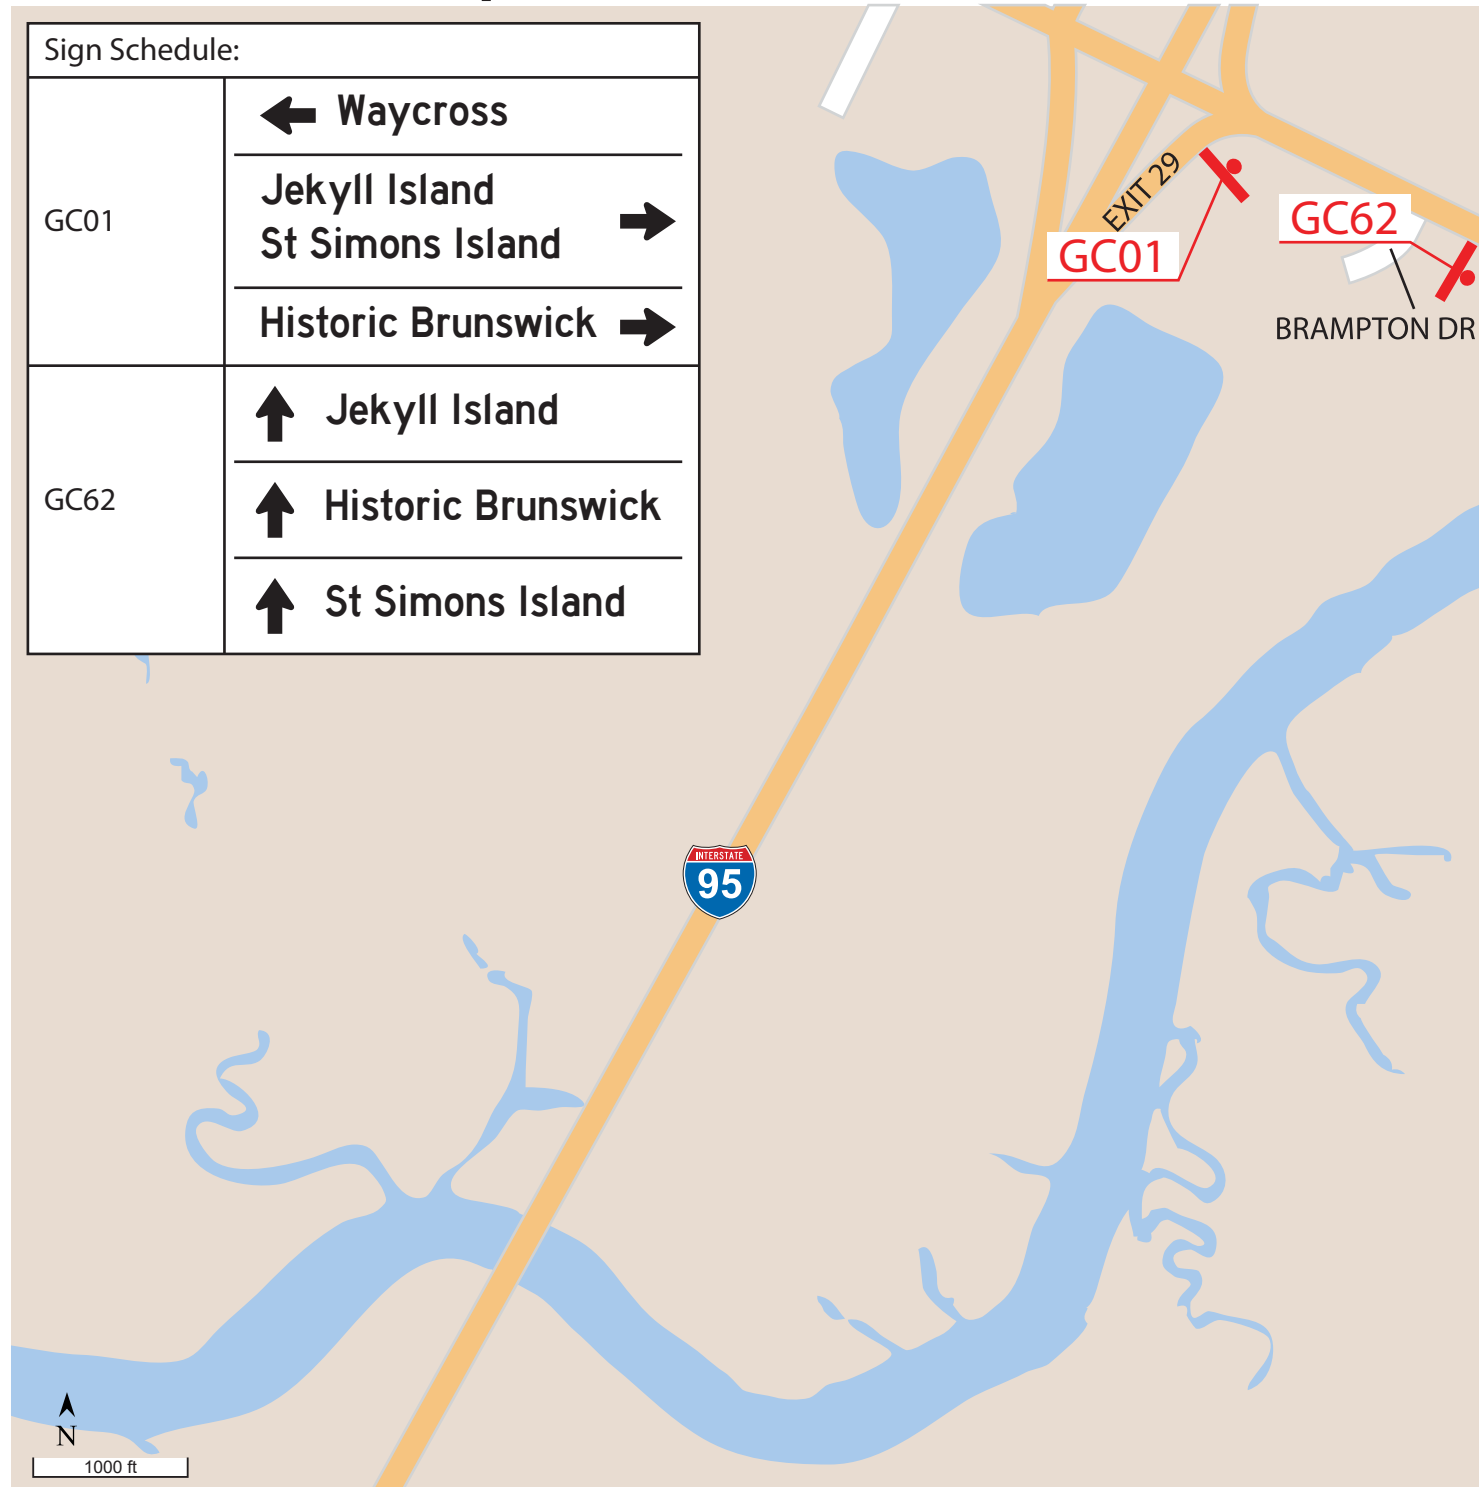 Sign Schedule:
GC01
Waycross
Jekyll Island
St Simons Island
Historic Brunswick
GC62
Jekyll Island
Historic Brunswick
St Simons Island
EXIT 29
GC01
GC62
BRAMPTON DR
INTERSTATE
95
N
1000 ft